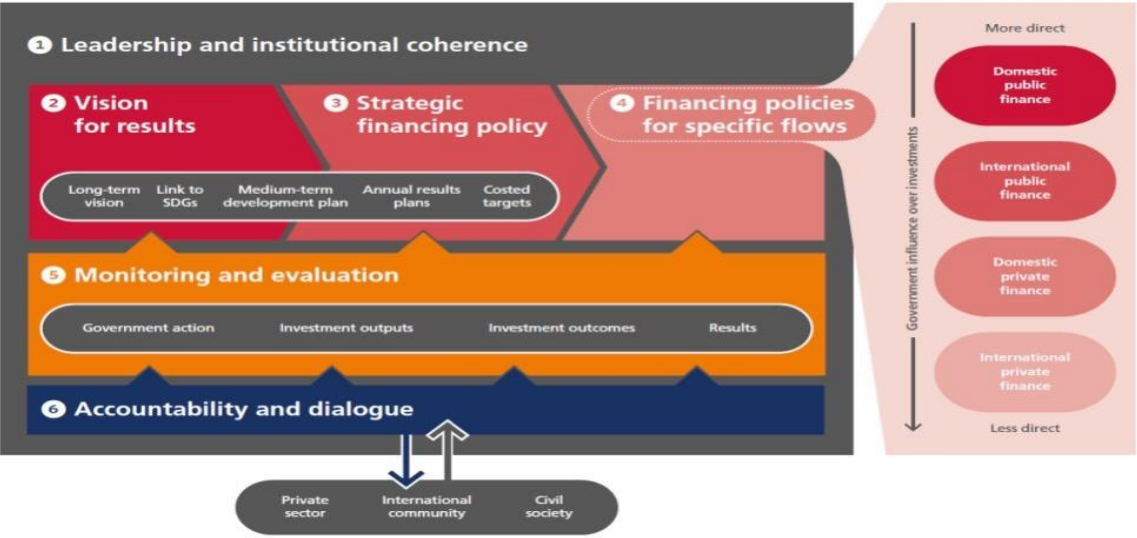 1 Leadership and institutional coherence
2 Vision
for results
3 Strategic
financing policy
4 Financing policies
for specific flows
Long-term
vision
Link to
SDGs
Medium-term
development plan
Annual results
plans
Costed
targets
5 Monitoring and evaluation
Government action
Investment outputs
Investment outcomes
Results
6 Accountability and dialogue
Private
sector
International
community
Civil
society
More direct
Government influence over investments
Domestic
public
finance
International
public
finance
Domestic
private
finance
International
private
finance
Less direct